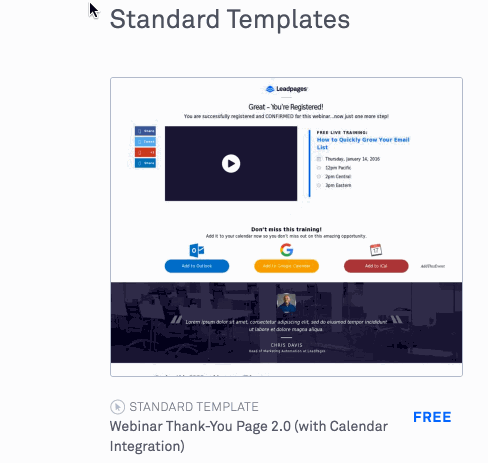 Standard Templates
Leadpages
Great - You're Registered!
You are successfully registered and CONFIRMED for this webinar...now just one more step!
Share
Tweet
+1
Share
FREE LIVE TRAINING:
How to Quickly Grow Your Email
List
Thursday, January 14, 2016
12pm Pacific
2pm Central
3pm Eastern
Don't miss this training!
Add it to your calendar now so you don't miss out on this amazing opportunity.
Add to Outlook
Add to Google Calendar
Add to iCal
AddThisEvent
Lorem ipsum dolor sit amet, consectetur adipiscing elit, sed do eiusmod tempor incididunt
ut labore et dolore magna aliqua.
CHRIS DAVIS
Head of Marketing Automation at LeadPages
STANDARD TEMPLATE
Webinar Thank-You Page 2.0 (with Calendar
Integration)
FREE